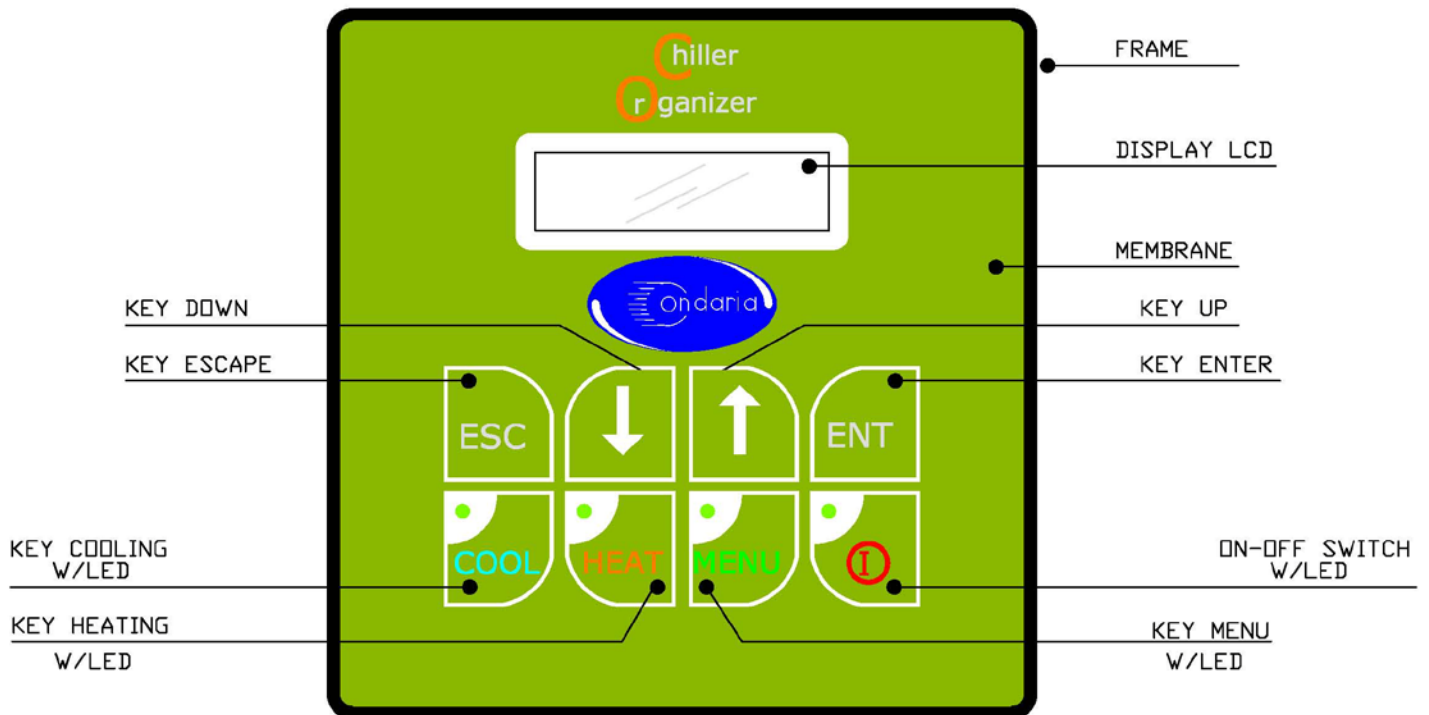 Chiller
Organizer
FRAME
DISPLAY LCD
MEMBRANE
Condaria
KEY DOWN
KEY UP
KEY ESCAPE
KEY ENTER
ESC
ENT
COOL
HEAT
MENU
I
KEY COOLING
W/LED
ON-OFF SWITCH
W/LED
KEY HEATING
W/LED
KEY MENU
W/LED